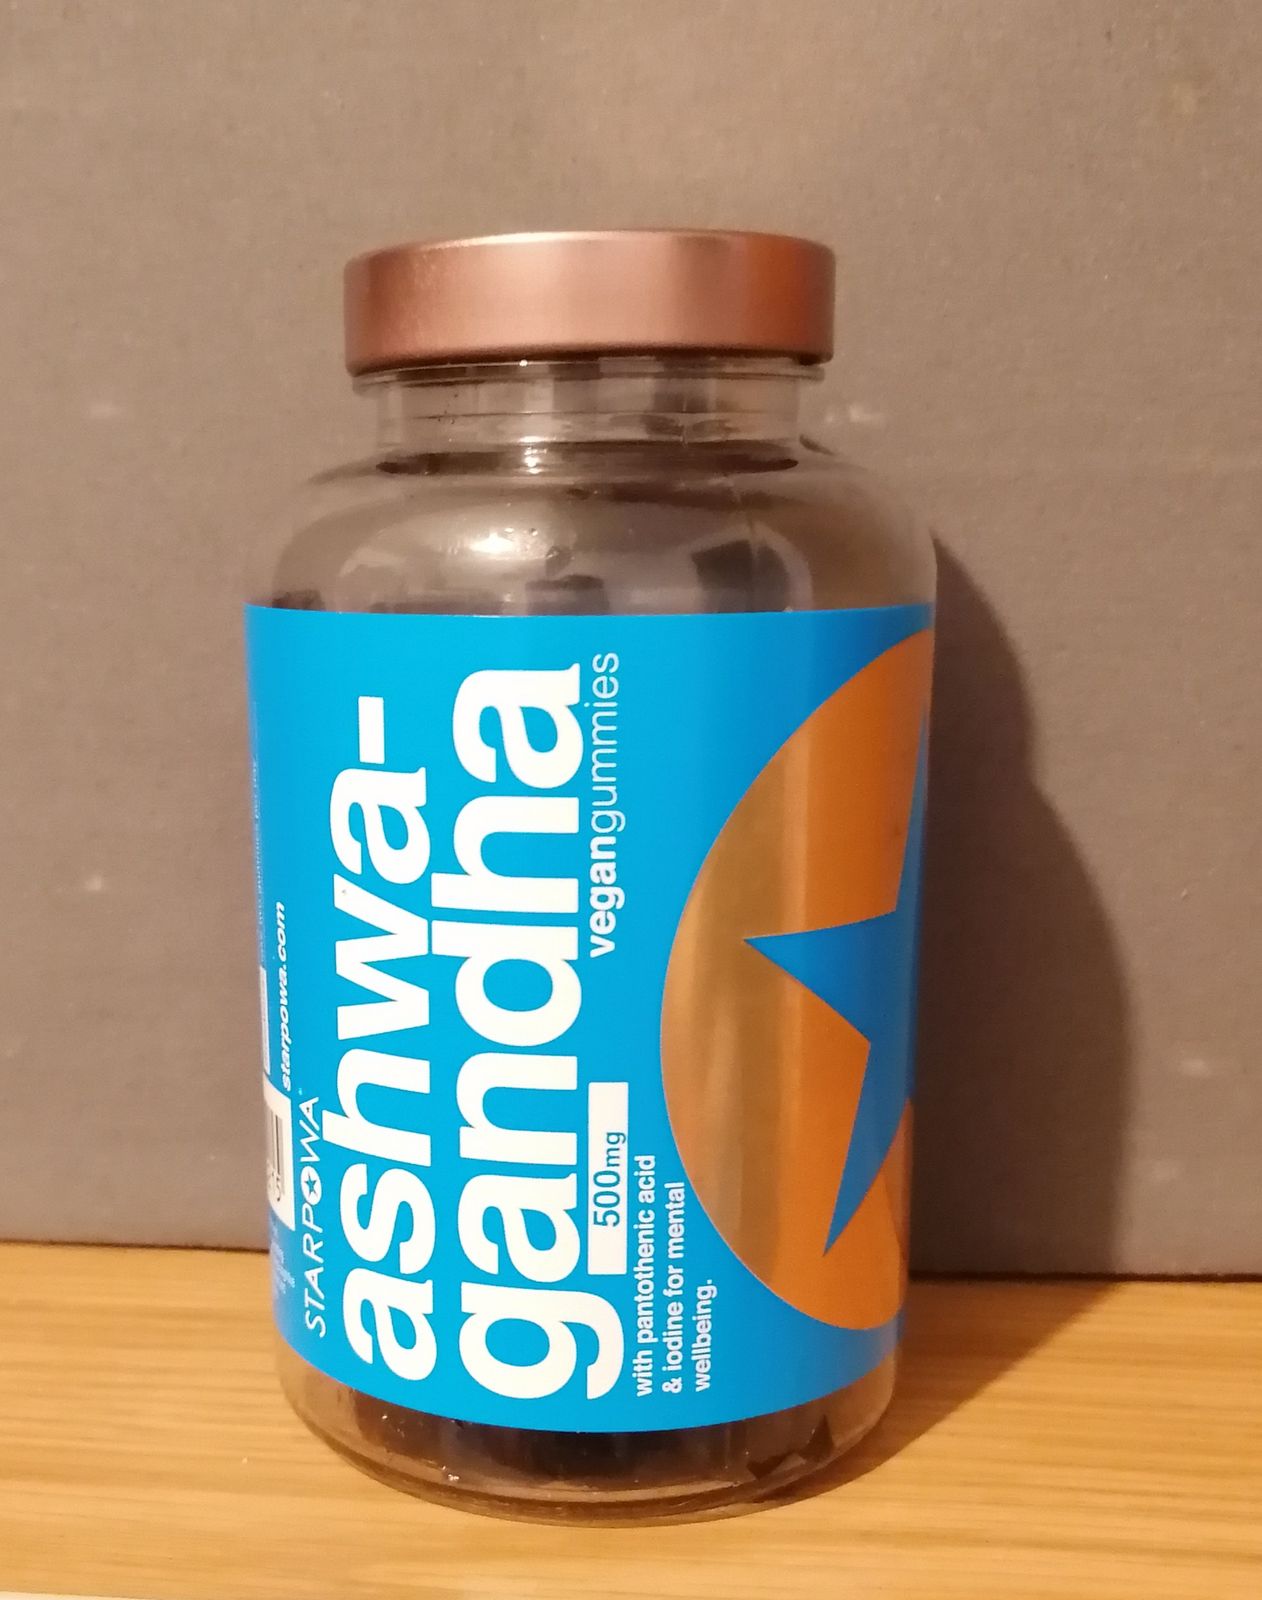 STARPOWA
starpowa.com
ashwa-
gandha
500mg
vegangummies
with pantothenic acid
& iodine for mental
wellbeing.